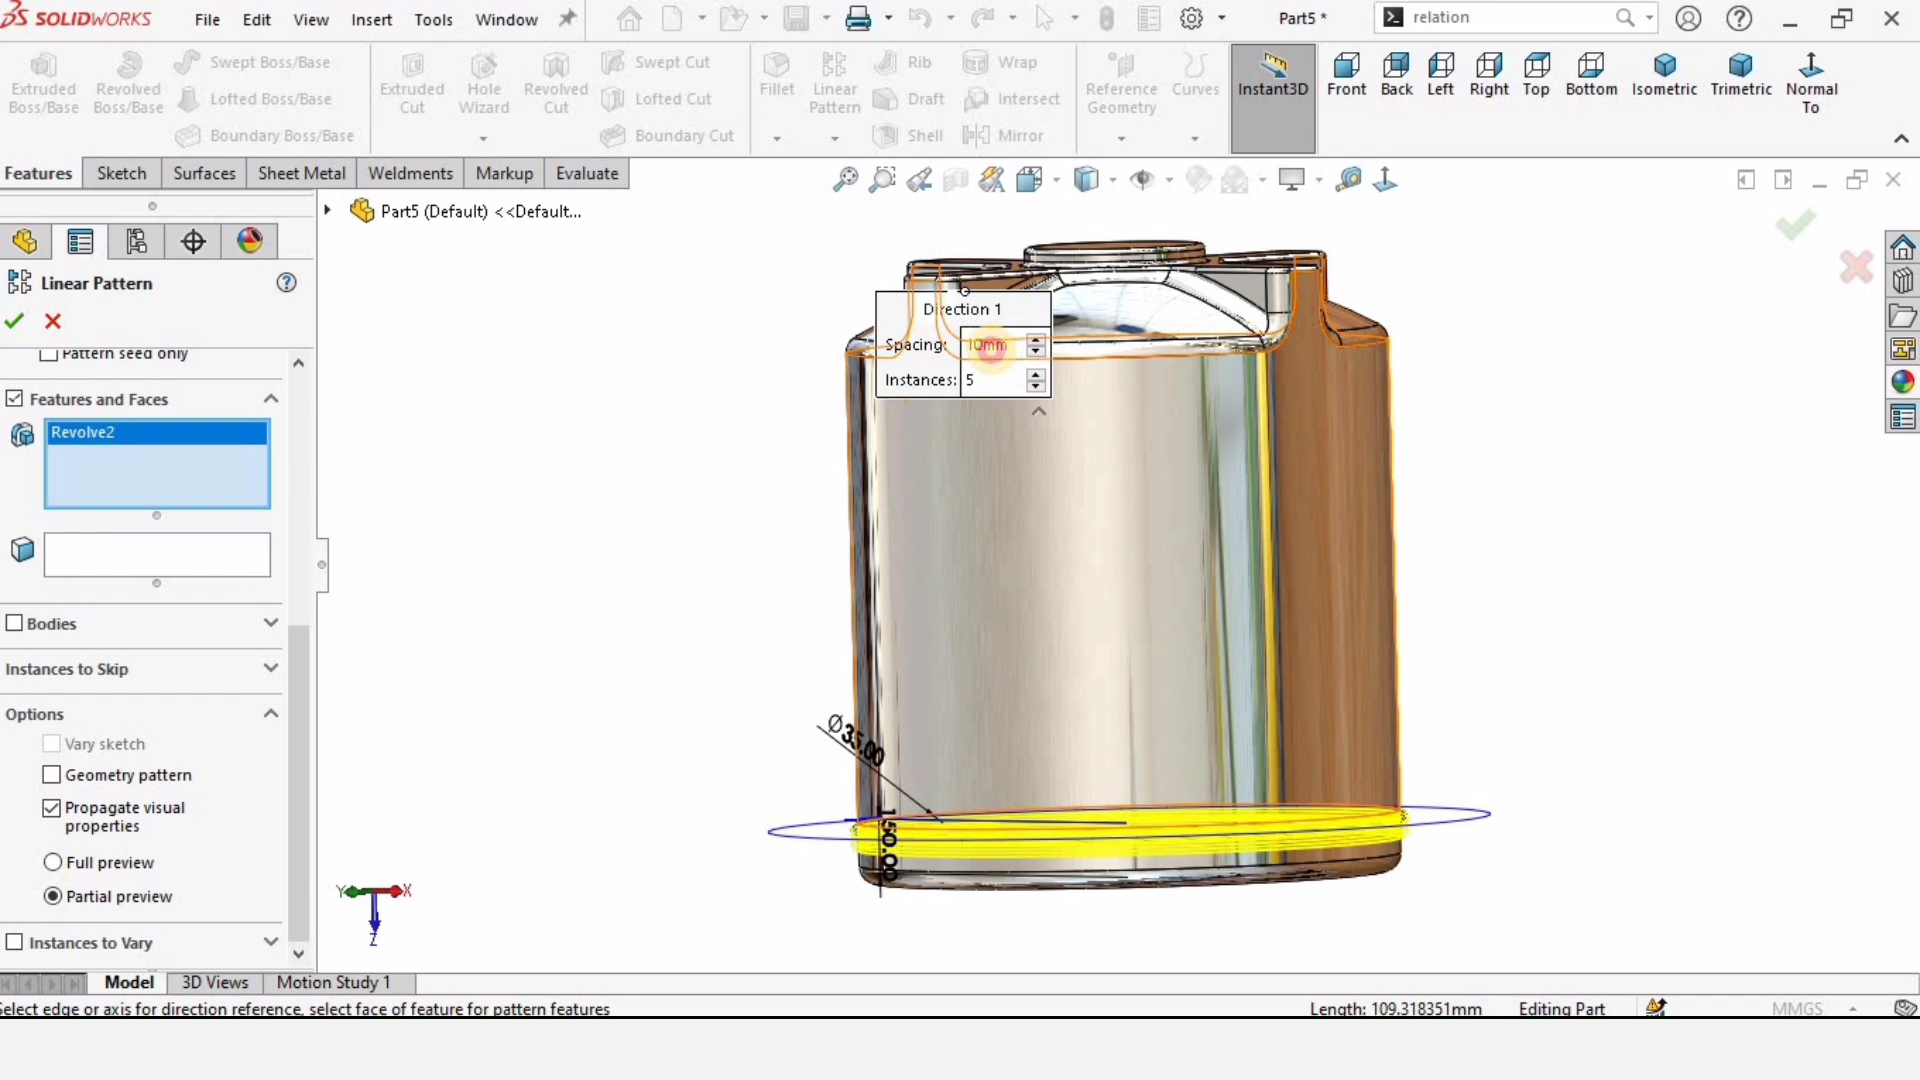 SOLIDWORKS File Edit View Insert Tools Window Part5 * relation
Extruded Boss/Base
Revolved Boss/Base
Swept Boss/Base
Lofted Boss/Base
Boundary Boss/Base
Extruded Cut
Hole Wizard
Revolved Cut
Swept Cut
Lofted Cut
Boundary Cut
Fillet
Linear Pattern
Rib
Draft
Shell
Wrap
Intersect
Mirror
Reference Geometry
Curves
Instant3D
Front
Back
Left
Right
Top
Bottom
Isometric
Trimetric
Normal To
Features Sketch Surfaces Sheet Metal Weldments Markup Evaluate
Part5 (Default) <<Default...
Linear Pattern
Pattern seed only
Features and Faces
Revolve2
Bodies
Instances to Skip
Options
Vary sketch
Geometry pattern
Propagate visual
properties
Full preview
Partial preview
Instances to Vary
Direction 1
Spacing: 10mm
Instances: 5
Ø35.00
150.00
Y X
Z
Model 3D Views Motion Study 1
Select edge or axis for direction reference, select face of feature for pattern features
Length: 109.318351mm Editing Part MMGS